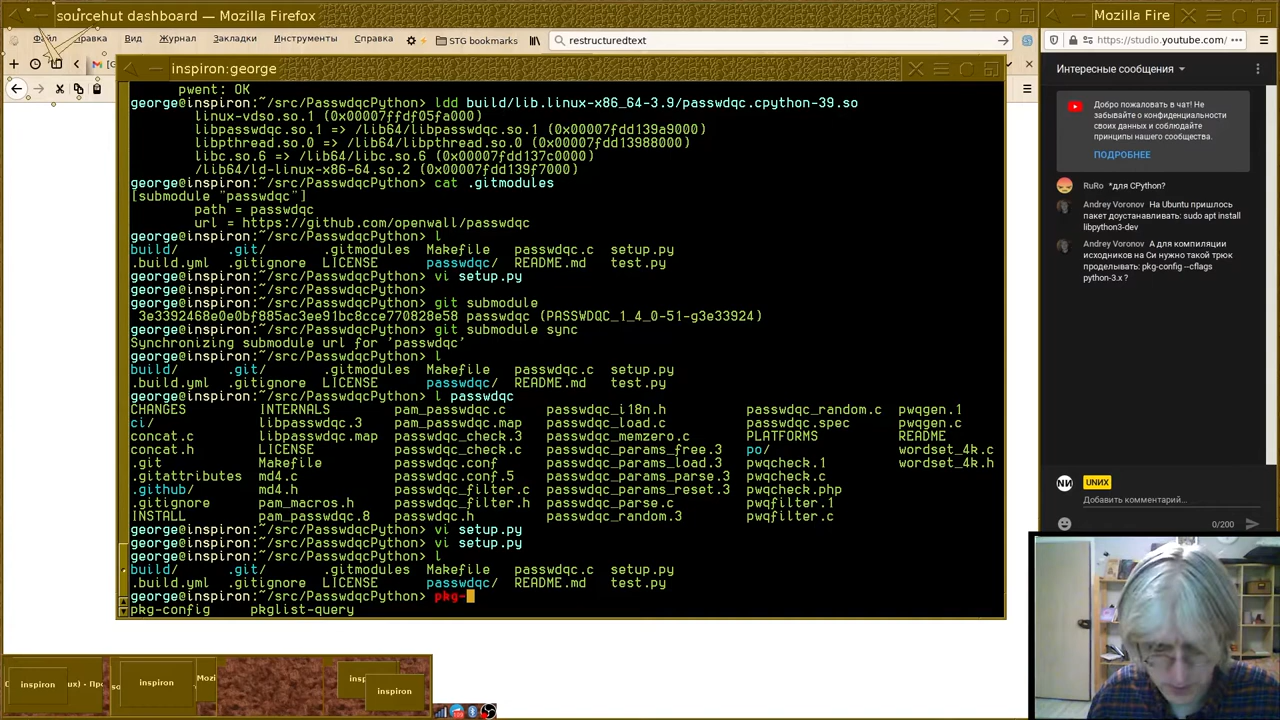 sourcehut dashboard — Mozilla Firefox
Mozilla Fire
Файл Правка Вид Журнал Закладки Инструменты Справка STG bookmarks restructuredtext
https://studio.youtube.com/
inspiron:george
pwent: OK
george@inspiron:~/src/PasswdqcPython> ldd build/lib.linux-x86_64-3.9/passwdqc.cpython-39.so
linux-vdso.so.1 (0x00007ffdf05fa000)
libpasswdqc.so.1 => /lib64/libpasswdqc.so.1 (0x00007fdd139a9000)
libpthread.so.0 => /lib64/libpthread.so.0 (0x00007fdd13988000)
libc.so.6 => /lib64/libc.so.6 (0x00007fdd137c0000)
/lib64/ld-linux-x86-64.so.2 (0x00007fdd139f7000)
george@inspiron:~/src/PasswdqcPython> cat .gitmodules
[submodule "passwdqc"]
path = passwdqc
url = https://github.com/openwall/passwdqc
george@inspiron:~/src/PasswdqcPython> l
build/ .git/ .gitmodules Makefile passwdqc.c setup.py
.build.yml .gitignore LICENSE passwdqc/ README.md test.py
george@inspiron:~/src/PasswdqcPython> vi setup.py
george@inspiron:~/src/PasswdqcPython>
george@inspiron:~/src/PasswdqcPython> git submodule
3e3392468e0e0bf885ac3ee91bc8cce770828e58 passwdqc (PASSWDQC_1_4_0-51-g3e33924)
george@inspiron:~/src/PasswdqcPython> git submodule sync
Synchronizing submodule url for 'passwdqc'
george@inspiron:~/src/PasswdqcPython> l
build/ .git/ .gitmodules Makefile passwdqc.c setup.py
.build.yml .gitignore LICENSE passwdqc/ README.md test.py
george@inspiron:~/src/PasswdqcPython> l passwdqc
CHANGES INTERNALS pam_passwdqc.c passwdqc_i18n.h passwdqc_random.c pwqgen.1
ci/ libpasswdqc.3 pam_passwdqc.map passwdqc_load.c passwdqc.spec pwqgen.c
concat.c libpasswdqc.map passwdqc_check.3 passwdqc_memzero.c PLATFORMS README
concat.h LICENSE passwdqc_check.c passwdqc_params_free.3 po/ wordset_4k.c
.git Makefile passwdqc.conf passwdqc_params_load.3 pwqcheck.1 wordset_4k.h
.gitattributes md4.c passwdqc.conf.5 passwdqc_params_parse.3 pwqcheck.c
.github/ md4.h passwdqc_filter.c passwdqc_params_reset.3 pwqcheck.php
.gitignore pam_macros.h passwdqc_filter.h passwdqc_parse.c pwqfilter.1
INSTALL pam_passwdqc.8 passwdqc.h passwdqc_random.3 pwqfilter.c
george@inspiron:~/src/PasswdqcPython> vi setup.py
george@inspiron:~/src/PasswdqcPython> vi setup.py
george@inspiron:~/src/PasswdqcPython> l
build/ .git/ .gitmodules Makefile passwdqc.c setup.py
.build.yml .gitignore LICENSE passwdqc/ README.md test.py
george@inspiron:~/src/PasswdqcPython> pkg-
pkg-config pkglist-query
Интересные сообщения
Добро пожаловать в чат! Не
забывайте о
конфиденциальности
своих данных и соблюдайте
принципы нашего сообщества.
ПОДРОБНЕЕ
RuRo *для CPython?
Andrey Voronov На Ubuntu пришлось
пакет доустанавливать: sudo apt install
libpython3-dev
Andrey Voronov А для компиляции
исходников на Си нужно такой трюк
проделывать: pkg-config --cflags
python-3.x ?
NИ UNIX
Добавить комментарий...
0/200
inspiron
inspiron
inspiron